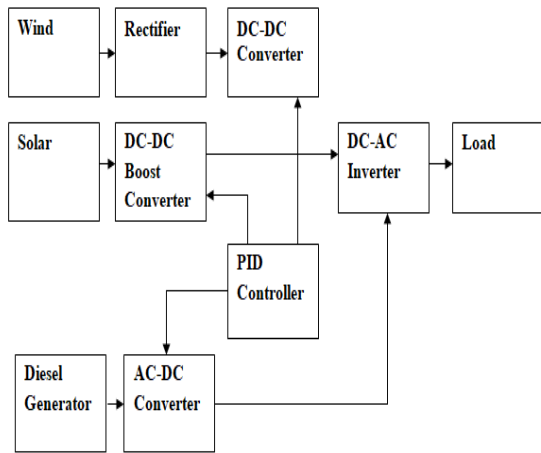 Wind
Rectifier
DC-DC
Converter
Solar
DC-DC
Boost
Converter
DC-AC
Inverter
Load
PID
Controller
Diesel
Generator
AC-DC
Converter